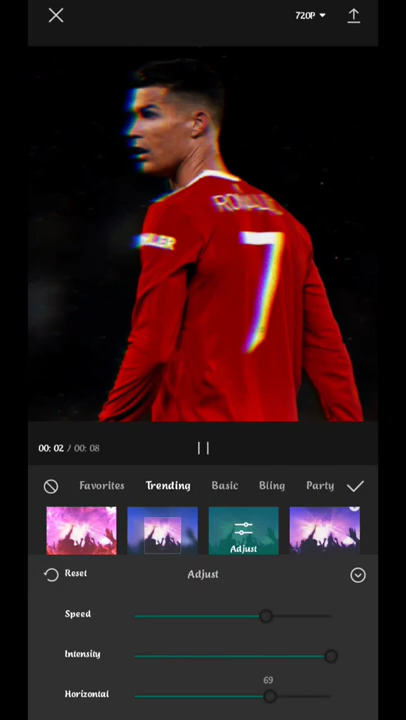 720P
RONALDO
7
00: 02 / 00: 08
Favorites Trending Basic Bling Party
Adjust
Reset Adjust
Speed
Intensity
69
Horizontal